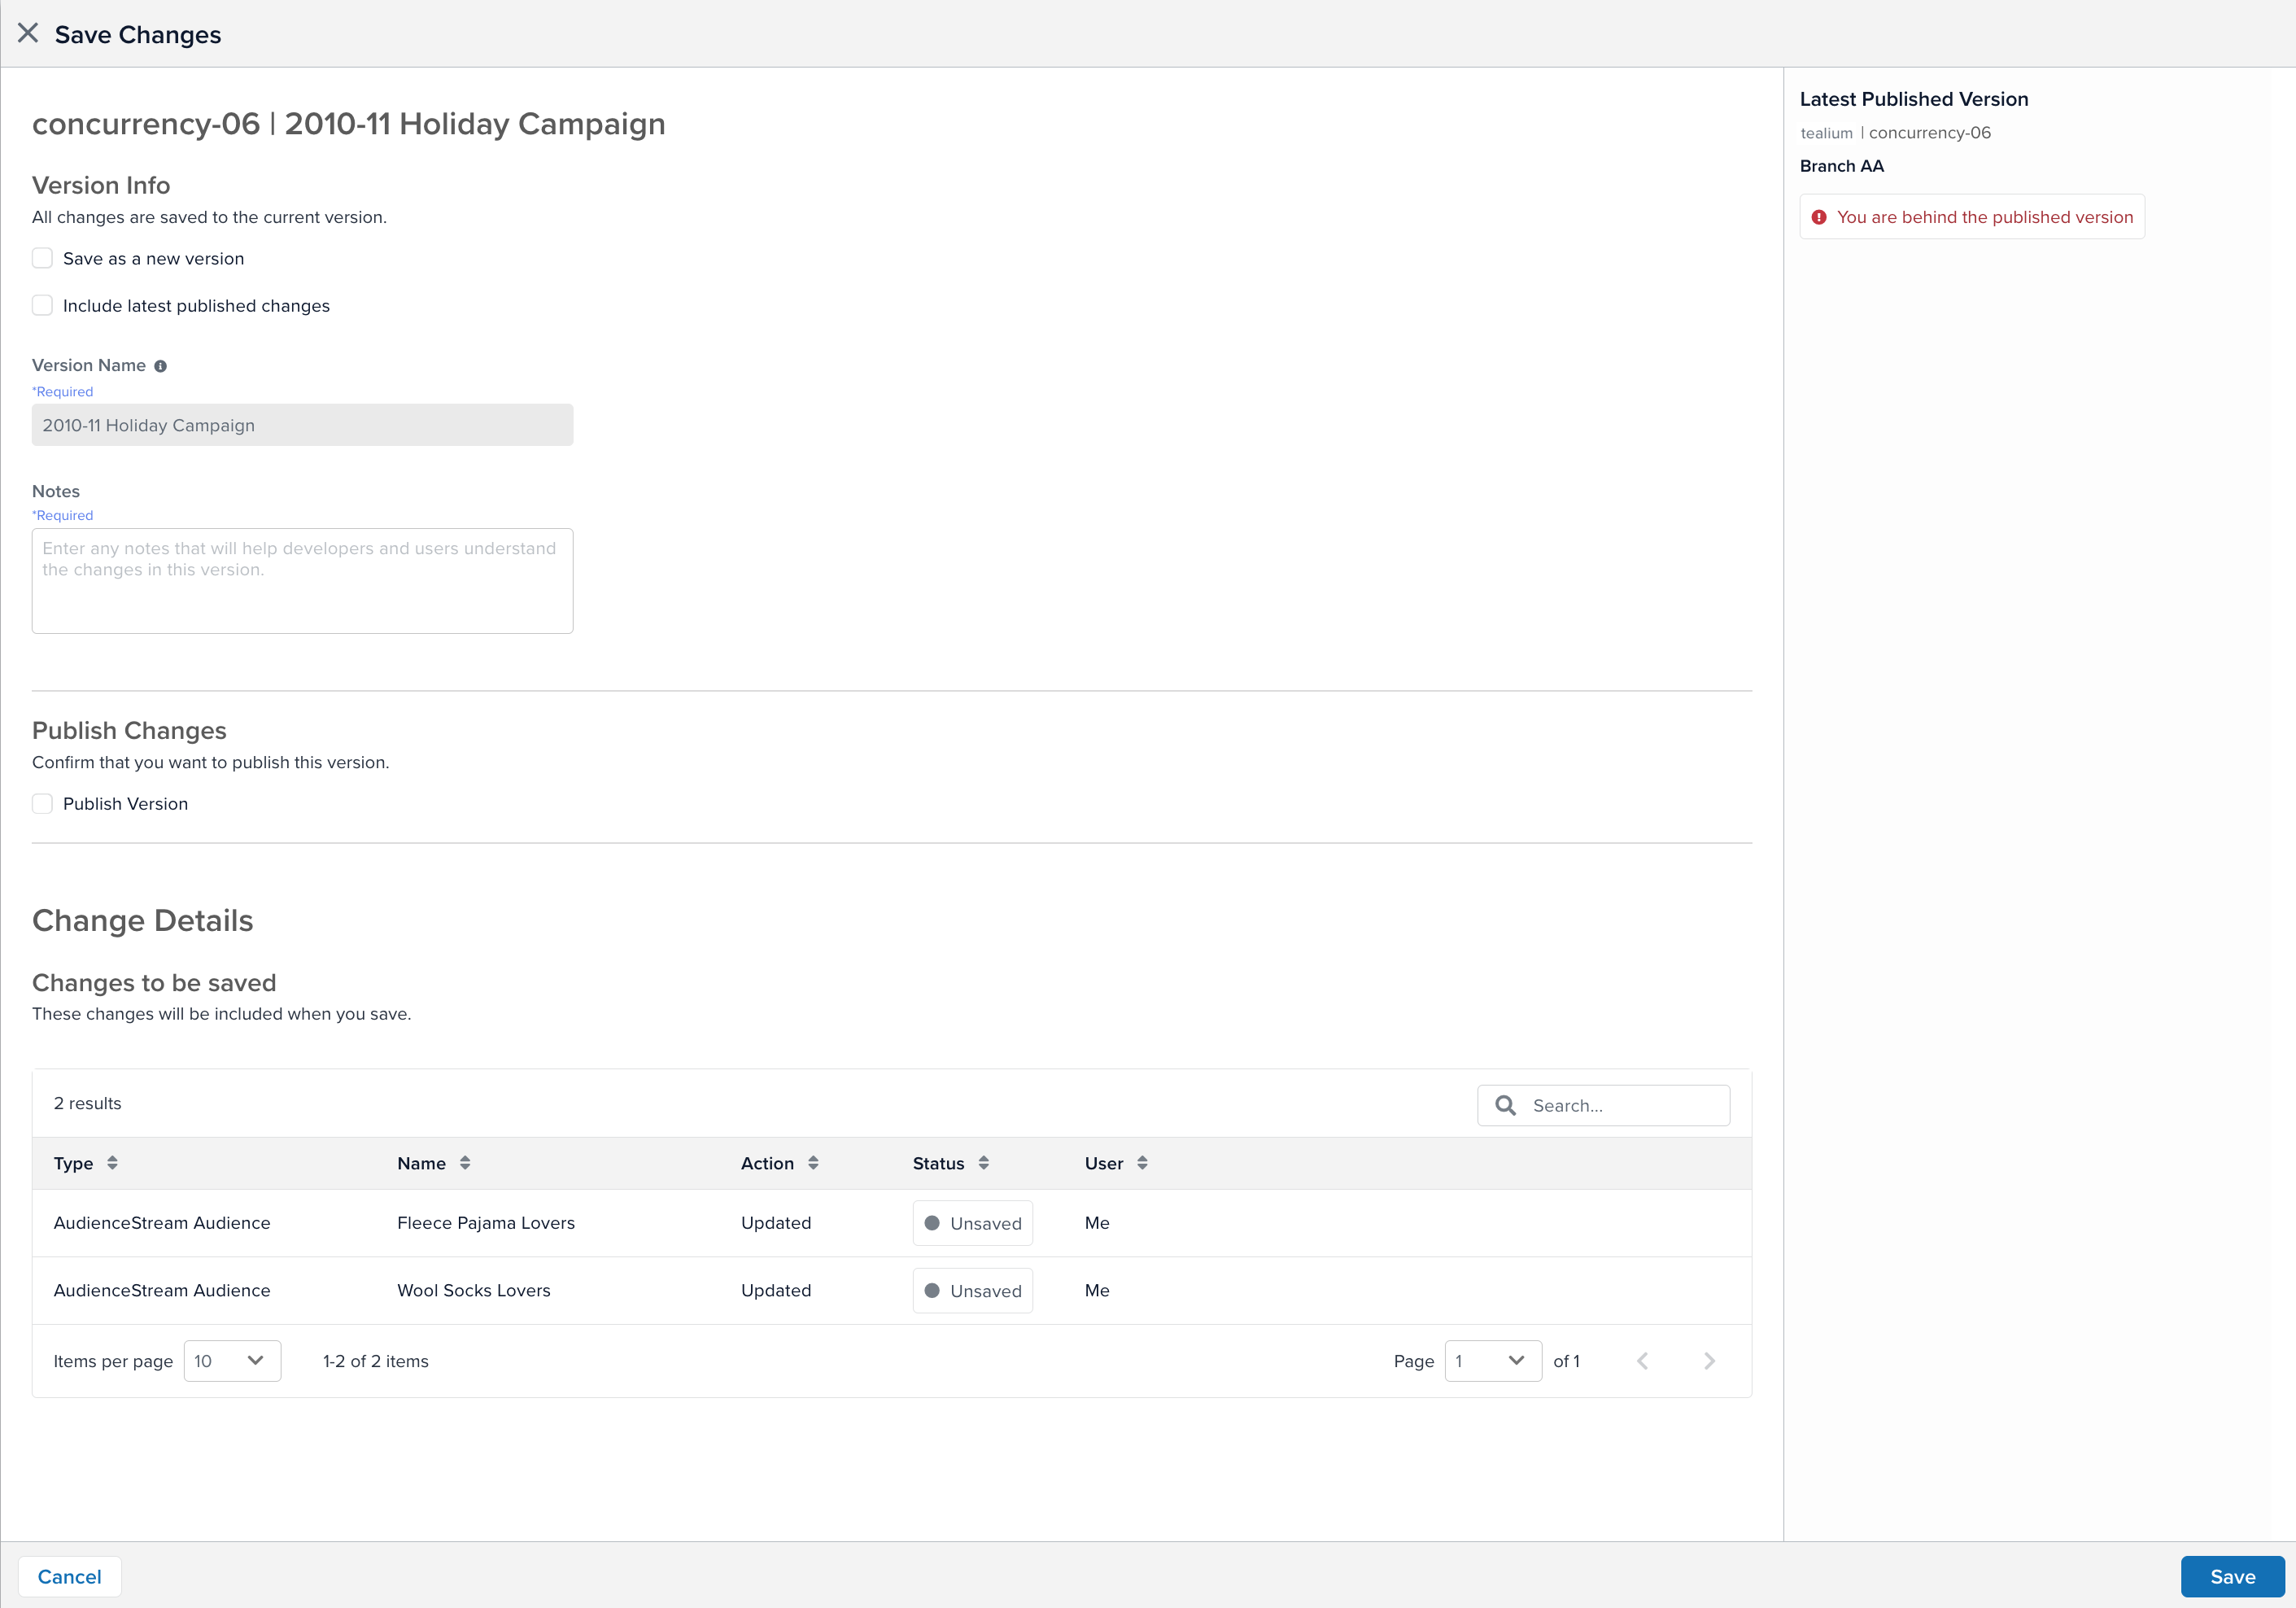 Save Changes
concurrency-06 | 2010-11 Holiday Campaign
Version Info
All changes are saved to the current version.
Save as a new version
Include latest published changes
Version Name
*Required
2010-11 Holiday Campaign
Notes
*Required
Enter any notes that will help developers and users understand
the changes in this version.
Publish Changes
Confirm that you want to publish this version.
Publish Version
Change Details
Changes to be saved
These changes will be included when you save.
2 results
Search...
Type Name Action Status User
AudienceStream Audience Fleece Pajama Lovers Updated Unsaved Me
AudienceStream Audience Wool Socks Lovers Updated Unsaved Me
Items per page 10 1-2 of 2 items Page 1 of 1
Latest Published Version
tealium | concurrency-06
Branch AA
You are behind the published version
Cancel
Save